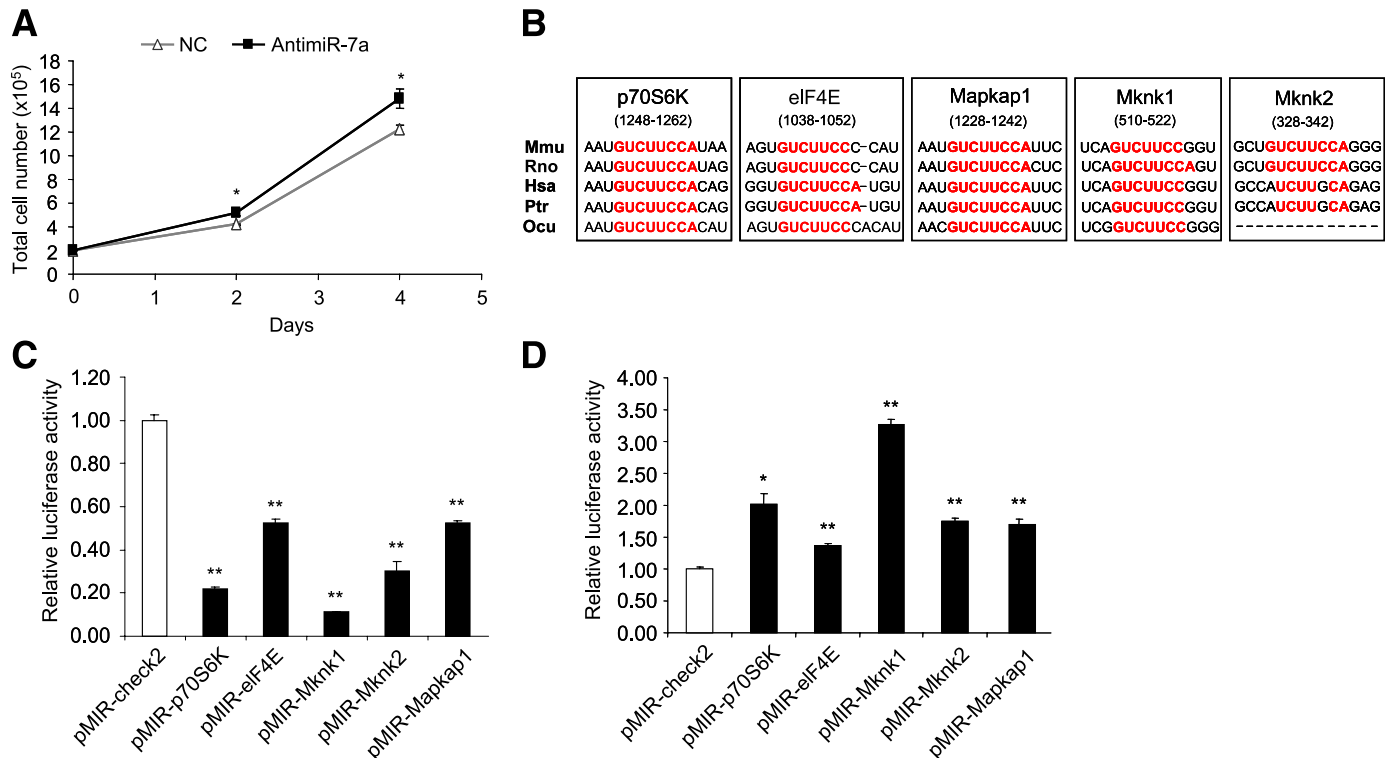 A
NC
AntimiR-7a
Total cell number (x10⁵)
18
16
14
12
10
8
6
4
2
0
*
*
0
1
2
3
4
5
Days
B
p70S6K
(1248-1262)
eIF4E
(1038-1052)
Mapkap1
(1228-1242)
Mknk1
(510-522)
Mknk2
(328-342)
Mmu AAUGUCUUCCAUAA AGUGUCUUCCC-CAU AAUGUCUUCCAUUC UCAGUCUUCCGGU GCUGUCUUCCAGGG
Rno AAUGUCUUCCAUAG AGUGUCUUCCC-CAU AAUGUCUUCCACUC UCAGUCUUCCAGU GCUGUCUUCCAGGG
Hsa AAUGUCUUCCACAG GGUGUCUUCCA-UGU AAUGUCUUCCAUUC UCAGUCUUCCGGU GCCAUCUUGCAGAG
Ptr AAUGUCUUCCACAG GGUGUCUUCCA-UGU AAUGUCUUCCAUUC UCAGUCUUCCGGU GCCAUCUUGCAGAG
Ocu AAUGUCUUCCACAU AGUGUCUUCCCACAU AACGUCUUCCAUUC UCGGUCUUCCGGG --------------
C
Relative luciferase activity
1.20
1.00
0.80
0.60
0.40
0.20
0.00
**
**
**
**
**
pMIR-check2
pMIR-p70S6K
pMIR-eIF4E
pMIR-Mknk1
pMIR-Mknk2
pMIR-Mapkap1
D
Relative luciferase activity
4.00
3.50
3.00
2.50
2.00
1.50
1.00
0.50
0.00
*
**
**
**
**
pMIR-check2
pMIR-p70S6K
pMIR-eIF4E
pMIR-Mknk1
pMIR-Mknk2
pMIR-Mapkap1